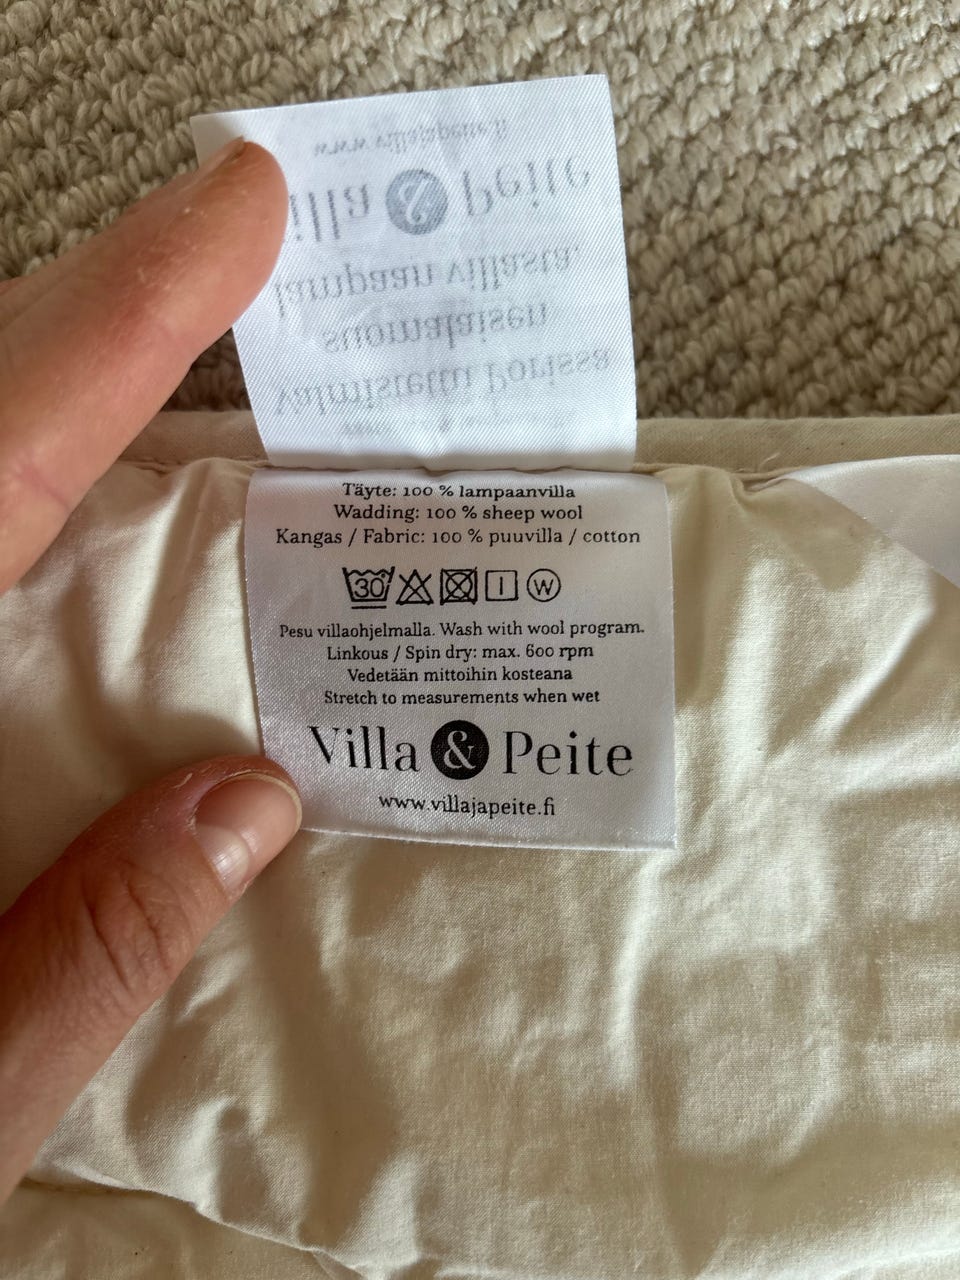 www.villajapeite.fi
Villa & Peite
lampaan villasta.
suomalaisen
Valmistettu Porissa
Täyte: 100 % lampaanvilla
Wadding: 100 % sheep wool
Kangas / Fabric: 100 % puuvilla / cotton
30 I W
Pesu villaohjelmalla. Wash with wool program.
Linkous / Spin dry: max. 600 rpm
Vedetään mittoihin kosteana
Stretch to measurements when wet
Villa & Peite
www.villajapeite.fi